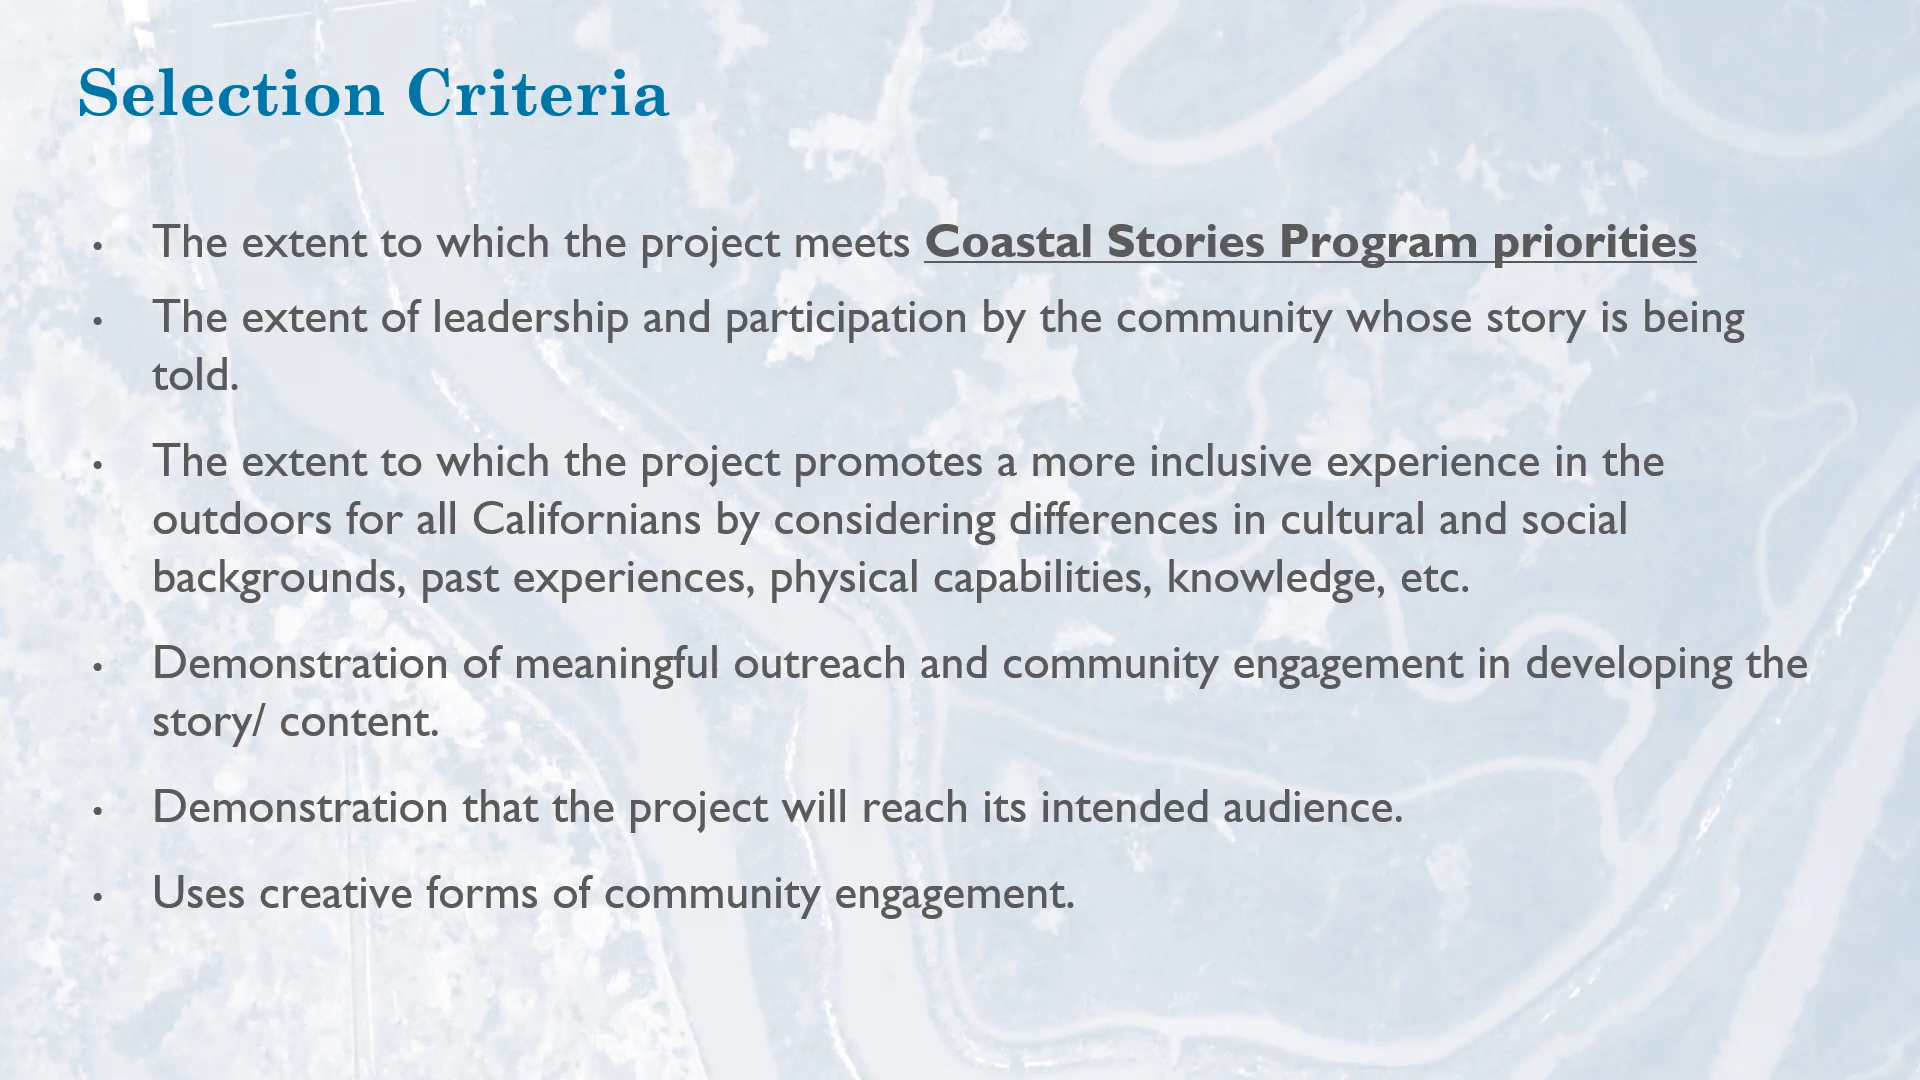 Selection Criteria
• The extent to which the project meets Coastal Stories Program priorities
• The extent of leadership and participation by the community whose story is being
told.
• The extent to which the project promotes a more inclusive experience in the
outdoors for all Californians by considering differences in cultural and social
backgrounds, past experiences, physical capabilities, knowledge, etc.
• Demonstration of meaningful outreach and community engagement in developing the
story/ content.
• Demonstration that the project will reach its intended audience.
• Uses creative forms of community engagement.